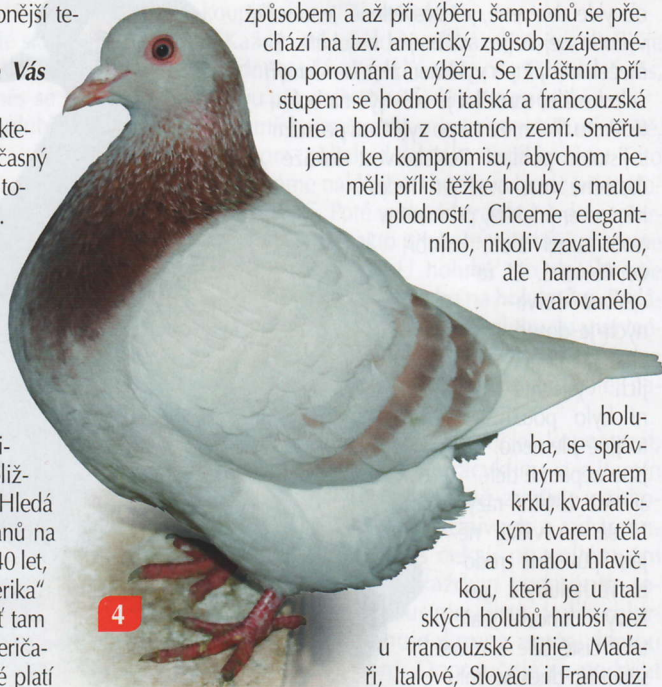 bnější te-
Vás
kte-
časný
to-
.
i-
liž-
Hledá
anů na
40 let,
erika“
ť tam
eriča-
é platí
způsobem a až při výběru šampionů se pře-
chází na tzv. americký způsob vzájemné-
ho porovnání a výběru. Se zvláštním pří-
stupem se hodnotí italská a francouzská
linie a holubi z ostatních zemí. Směřu-
jeme ke kompromisu, abychom ne-
měli příliš těžké holuby s malou
plodností. Chceme elegant-
ního, nikoliv zavalitého,
ale harmonicky
tvarovaného
holu-
ba, se správ-
ným tvarem
krku, kvadratic-
kým tvarem těla
a s malou hlavič-
kou, která je u ital-
ských holubů hrubší než
u francouzské linie. Maďa-
ři, Italové, Slováci i Francouzi
4